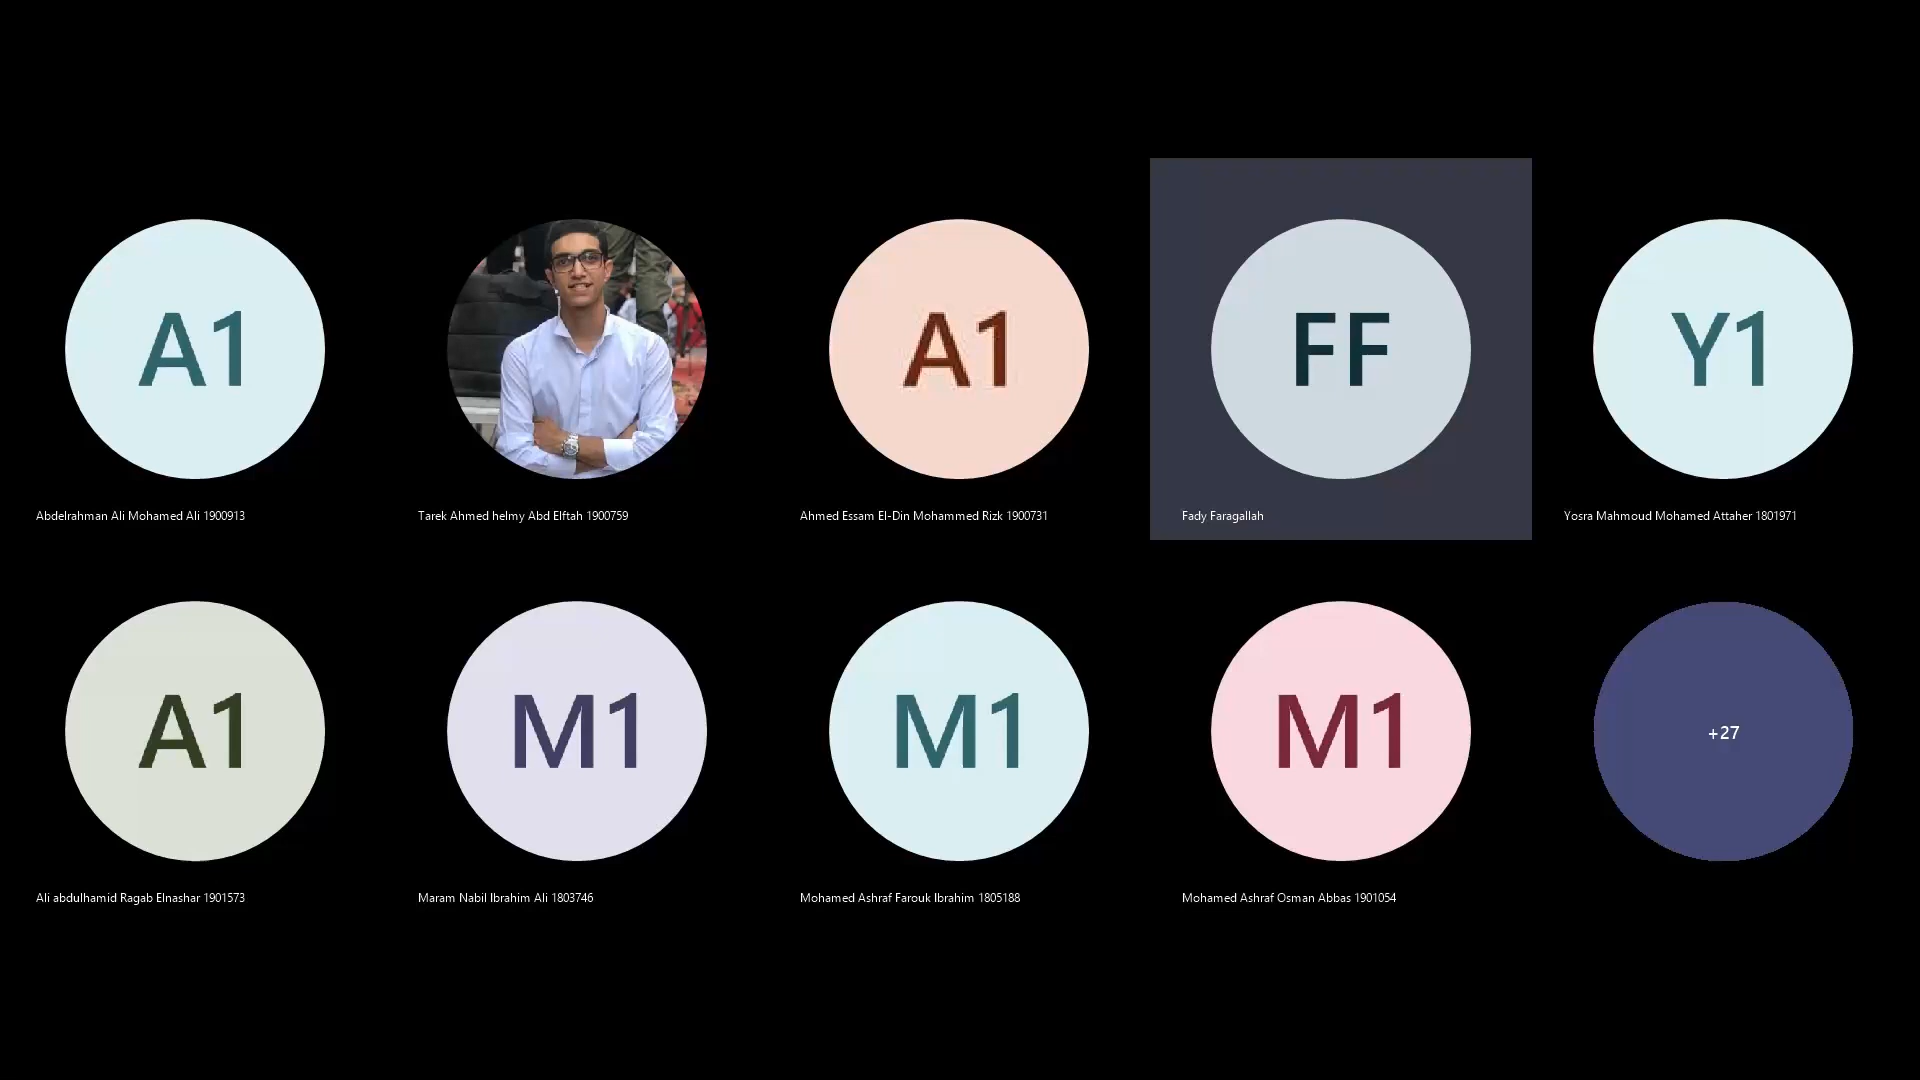 A1
FF
A1
Y1
Abdelrahman Ali Mohamed Ali 1900913
Tarek Ahmed helmy Abd Elftah 1900759
Ahmed Essam El-Din Mohammed Rizk 1900731
Fady Faragallah
Yosra Mahmoud Mohamed Attaher 1801971
A1
M1
M1
M1
+27
Ali abdulhamid Ragab Elnashar 1901573
Maram Nabil Ibrahim Ali 1803746
Mohamed Ashraf Farouk Ibrahim 1805188
Mohamed Ashraf Osman Abbas 1901054